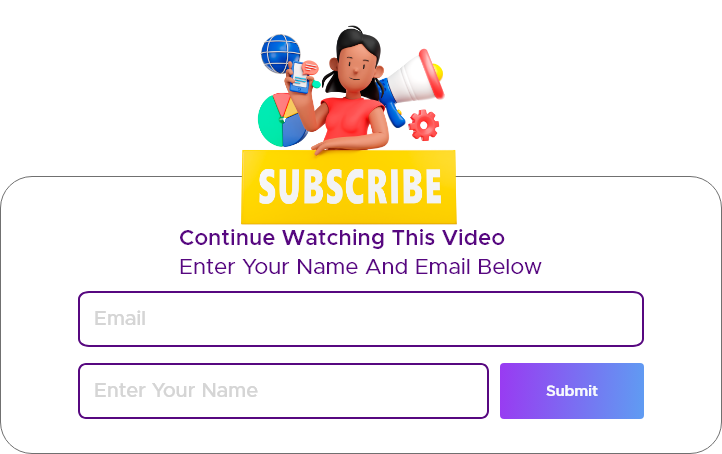 SUBSCRIBE
Continue Watching This Video
Enter Your Name And Email Below
Email
Enter Your Name
Submit